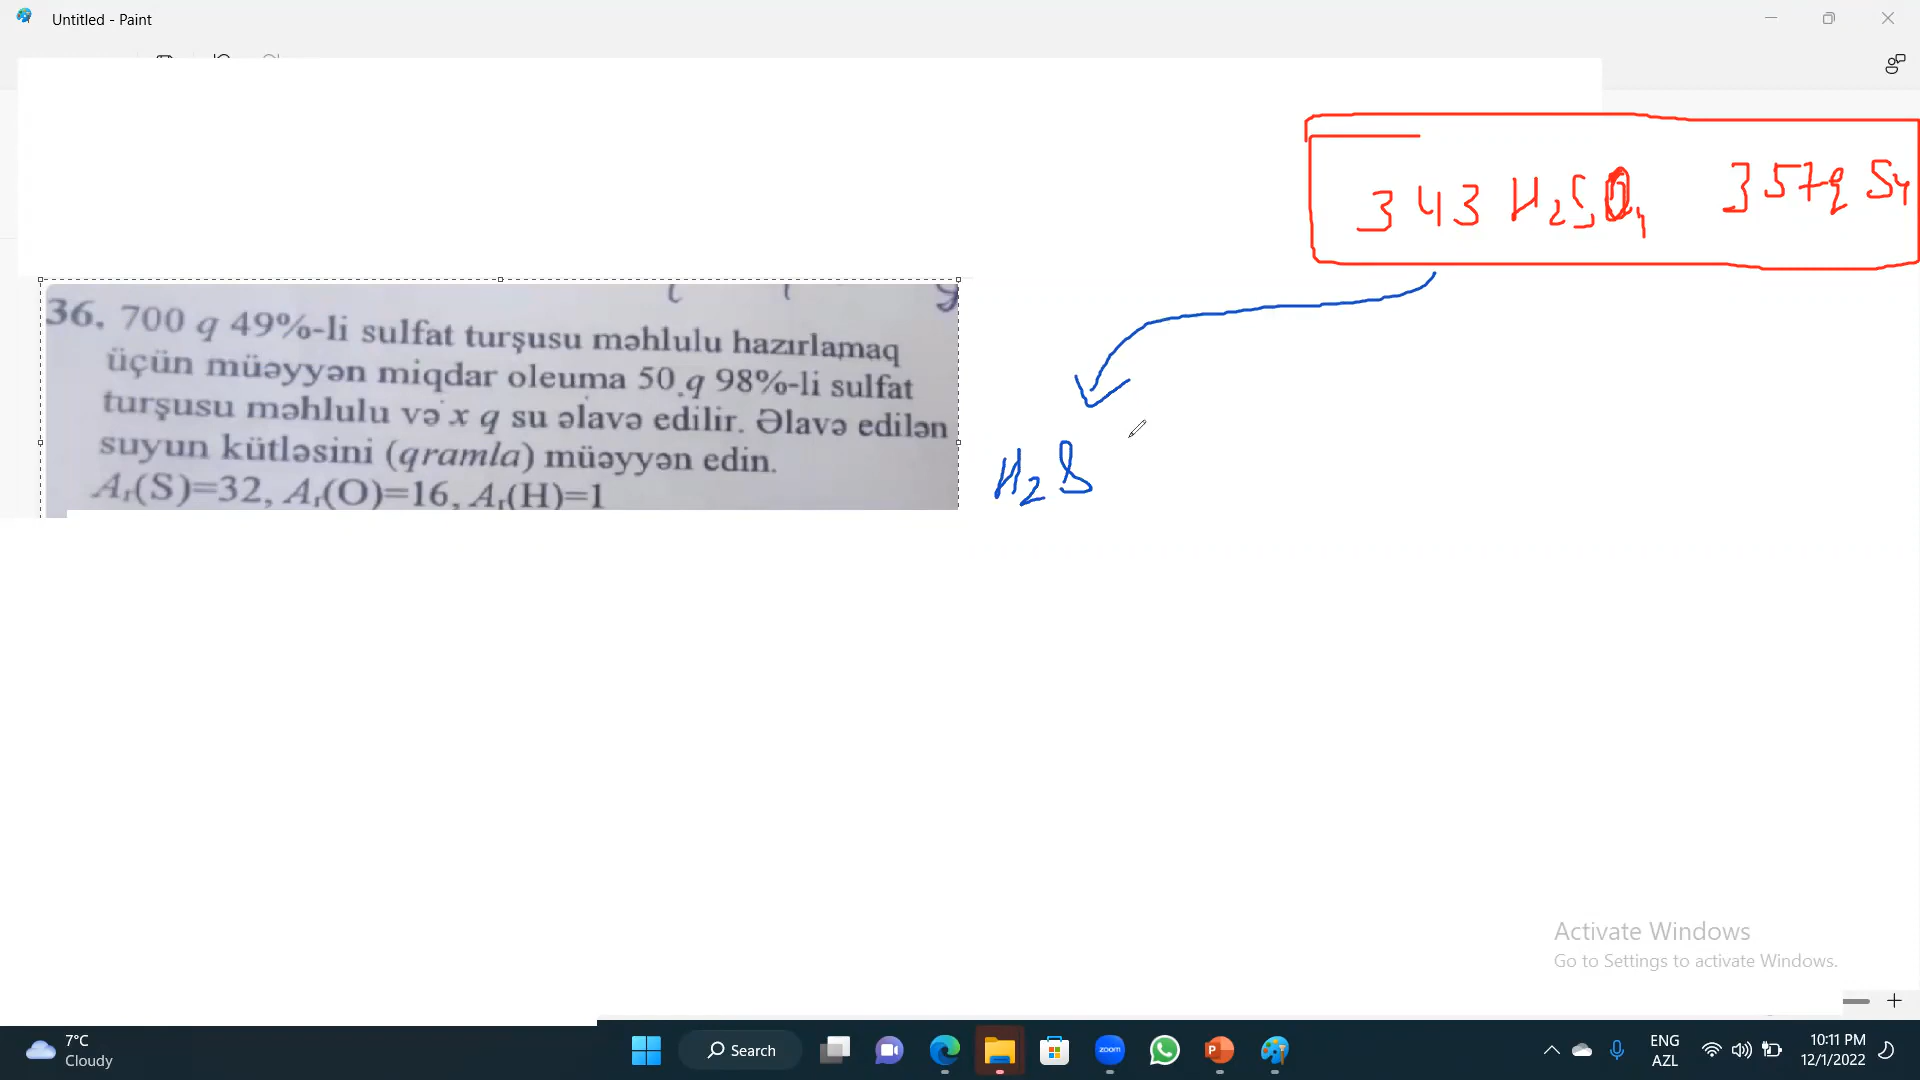 Untitled - Paint
343 H2SO4 357q S4
36. 700 q 49%-li sulfat turşusu məhlulu hazırlamaq
üçün müəyyən miqdar oleuma 50 q 98%-li sulfat
turşusu məhlulu və x q su əlavə edilir. Əlavə edilən
suyun kütləsini (qramla) müəyyən edin.
Ar(S)=32, Ar(O)=16, Ar(H)=1
H2S
Activate Windows
Go to Settings to activate Windows.
7°C
Cloudy
Search
zoom
P
ENG
AZL
10:11 PM
12/1/2022